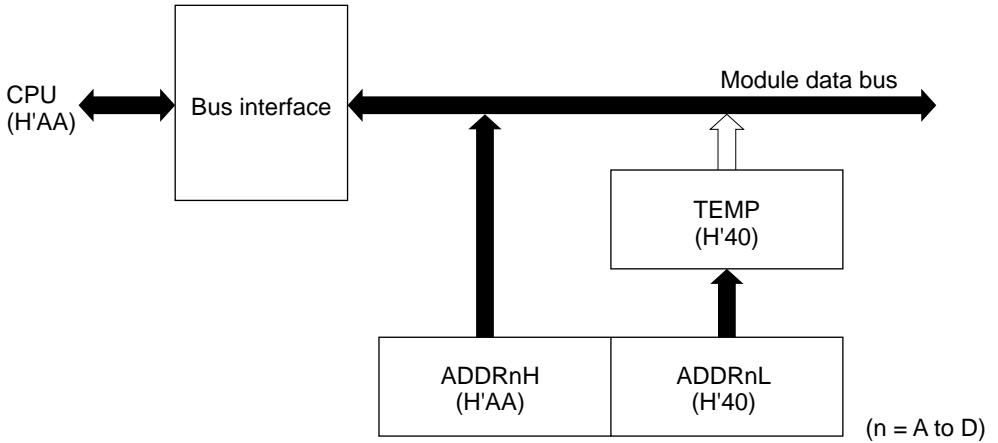 CPU
(H'AA)
Bus interface
Module data bus
TEMP
(H'40)
ADDRnH
(H'AA)
ADDRnL
(H'40)
(n = A to D)